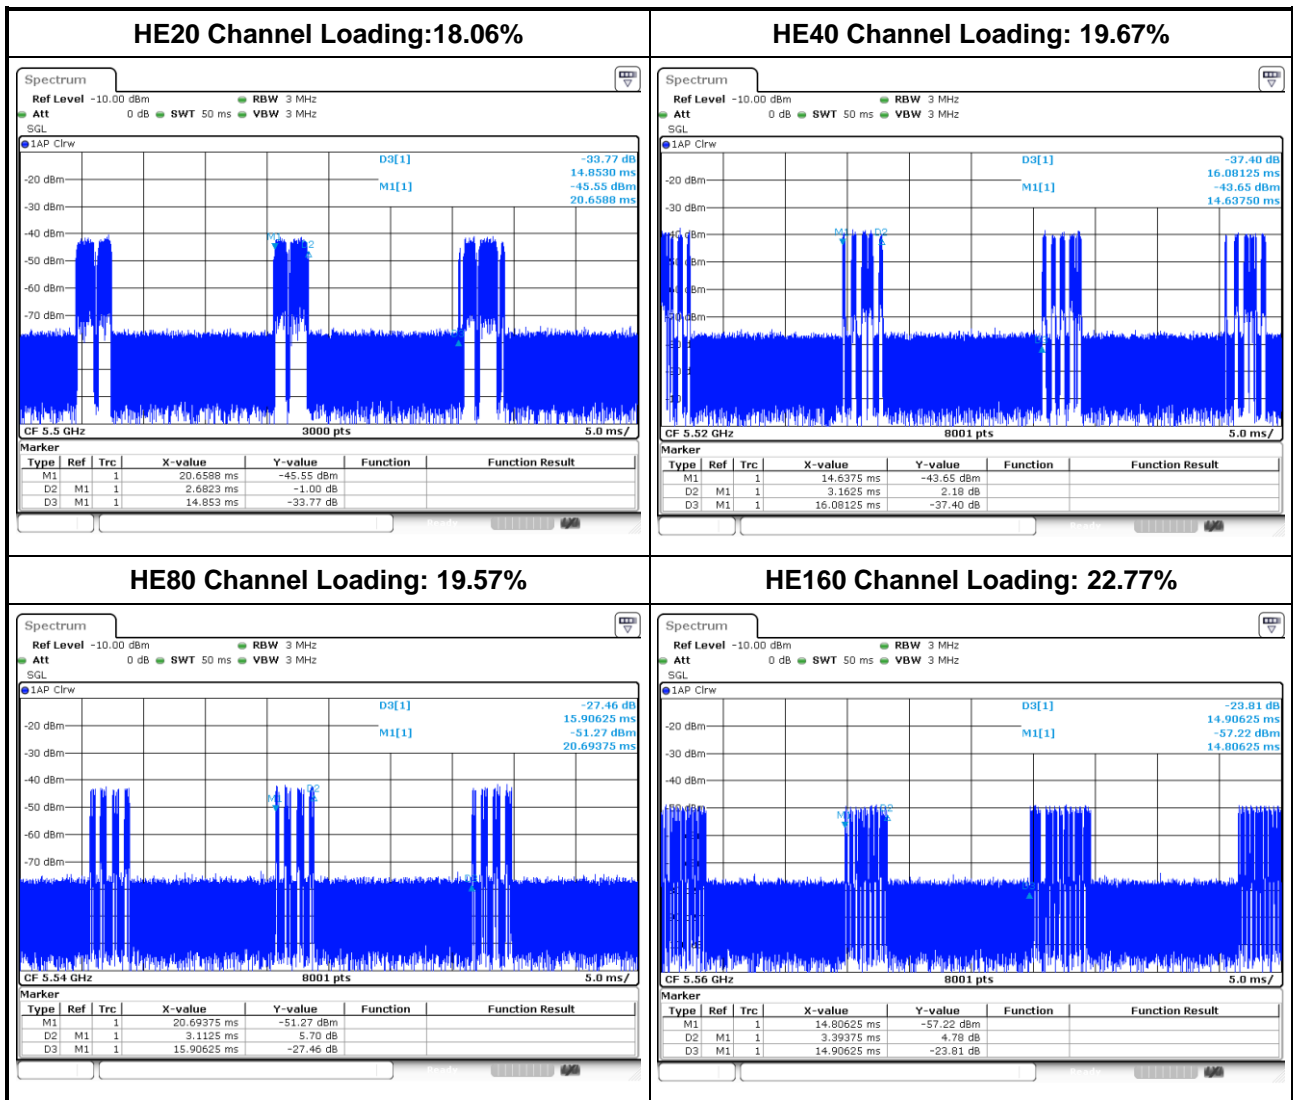 HE20 Channel Loading:18.06%
Spectrum
Ref Level -10.00 dBm RBW 3 MHz
Att 0 dB SWT 50 ms VBW 3 MHz
SGL
1AP Clrw
D3[1] -33.77 dB
14.8530 ms
M1[1] -45.55 dBm
20.6588 ms
-20 dBm
-30 dBm
-40 dBm
-50 dBm
-60 dBm
-70 dBm
M1
D2
CF 5.5 GHz 3000 pts 5.0 ms/
Marker
Type Ref Trc X-value Y-value Function Function Result
M1 1 20.6588 ms -45.55 dBm
D2 M1 1 2.6823 ms -1.00 dB
D3 M1 1 14.853 ms -33.77 dB
Ready
HE40 Channel Loading: 19.67%
Spectrum
Ref Level -10.00 dBm RBW 3 MHz
Att 0 dB SWT 50 ms VBW 3 MHz
SGL
1AP Clrw
D3[1] -37.40 dB
16.08125 ms
M1[1] -43.65 dBm
14.63750 ms
-20 dBm
-30 dBm
M1
D2
CF 5.52 GHz 8001 pts 5.0 ms/
Marker
Type Ref Trc X-value Y-value Function Function Result
M1 1 14.6375 ms -43.65 dBm
D2 M1 1 3.1625 ms 2.18 dB
D3 M1 1 16.08125 ms -37.40 dB
Ready
HE80 Channel Loading: 19.57%
Spectrum
Ref Level -10.00 dBm RBW 3 MHz
Att 0 dB SWT 50 ms VBW 3 MHz
SGL
1AP Clrw
D3[1] -27.46 dB
15.90625 ms
M1[1] -51.27 dBm
20.69375 ms
-20 dBm
-30 dBm
-40 dBm
-50 dBm
-60 dBm
-70 dBm
M1
D2
CF 5.54 GHz 8001 pts 5.0 ms/
Marker
Type Ref Trc X-value Y-value Function Function Result
M1 1 20.69375 ms -51.27 dBm
D2 M1 1 3.1125 ms 5.70 dB
D3 M1 1 15.90625 ms -27.46 dB
Ready
HE160 Channel Loading: 22.77%
Spectrum
Ref Level -10.00 dBm RBW 3 MHz
Att 0 dB SWT 50 ms VBW 3 MHz
SGL
1AP Clrw
D3[1] -23.81 dB
14.90625 ms
M1[1] -57.22 dBm
14.80625 ms
-20 dBm
-30 dBm
-40 dBm
M1
D2
CF 5.56 GHz 8001 pts 5.0 ms/
Marker
Type Ref Trc X-value Y-value Function Function Result
M1 1 14.80625 ms -57.22 dBm
D2 M1 1 3.39375 ms 4.78 dB
D3 M1 1 14.90625 ms -23.81 dB
Ready